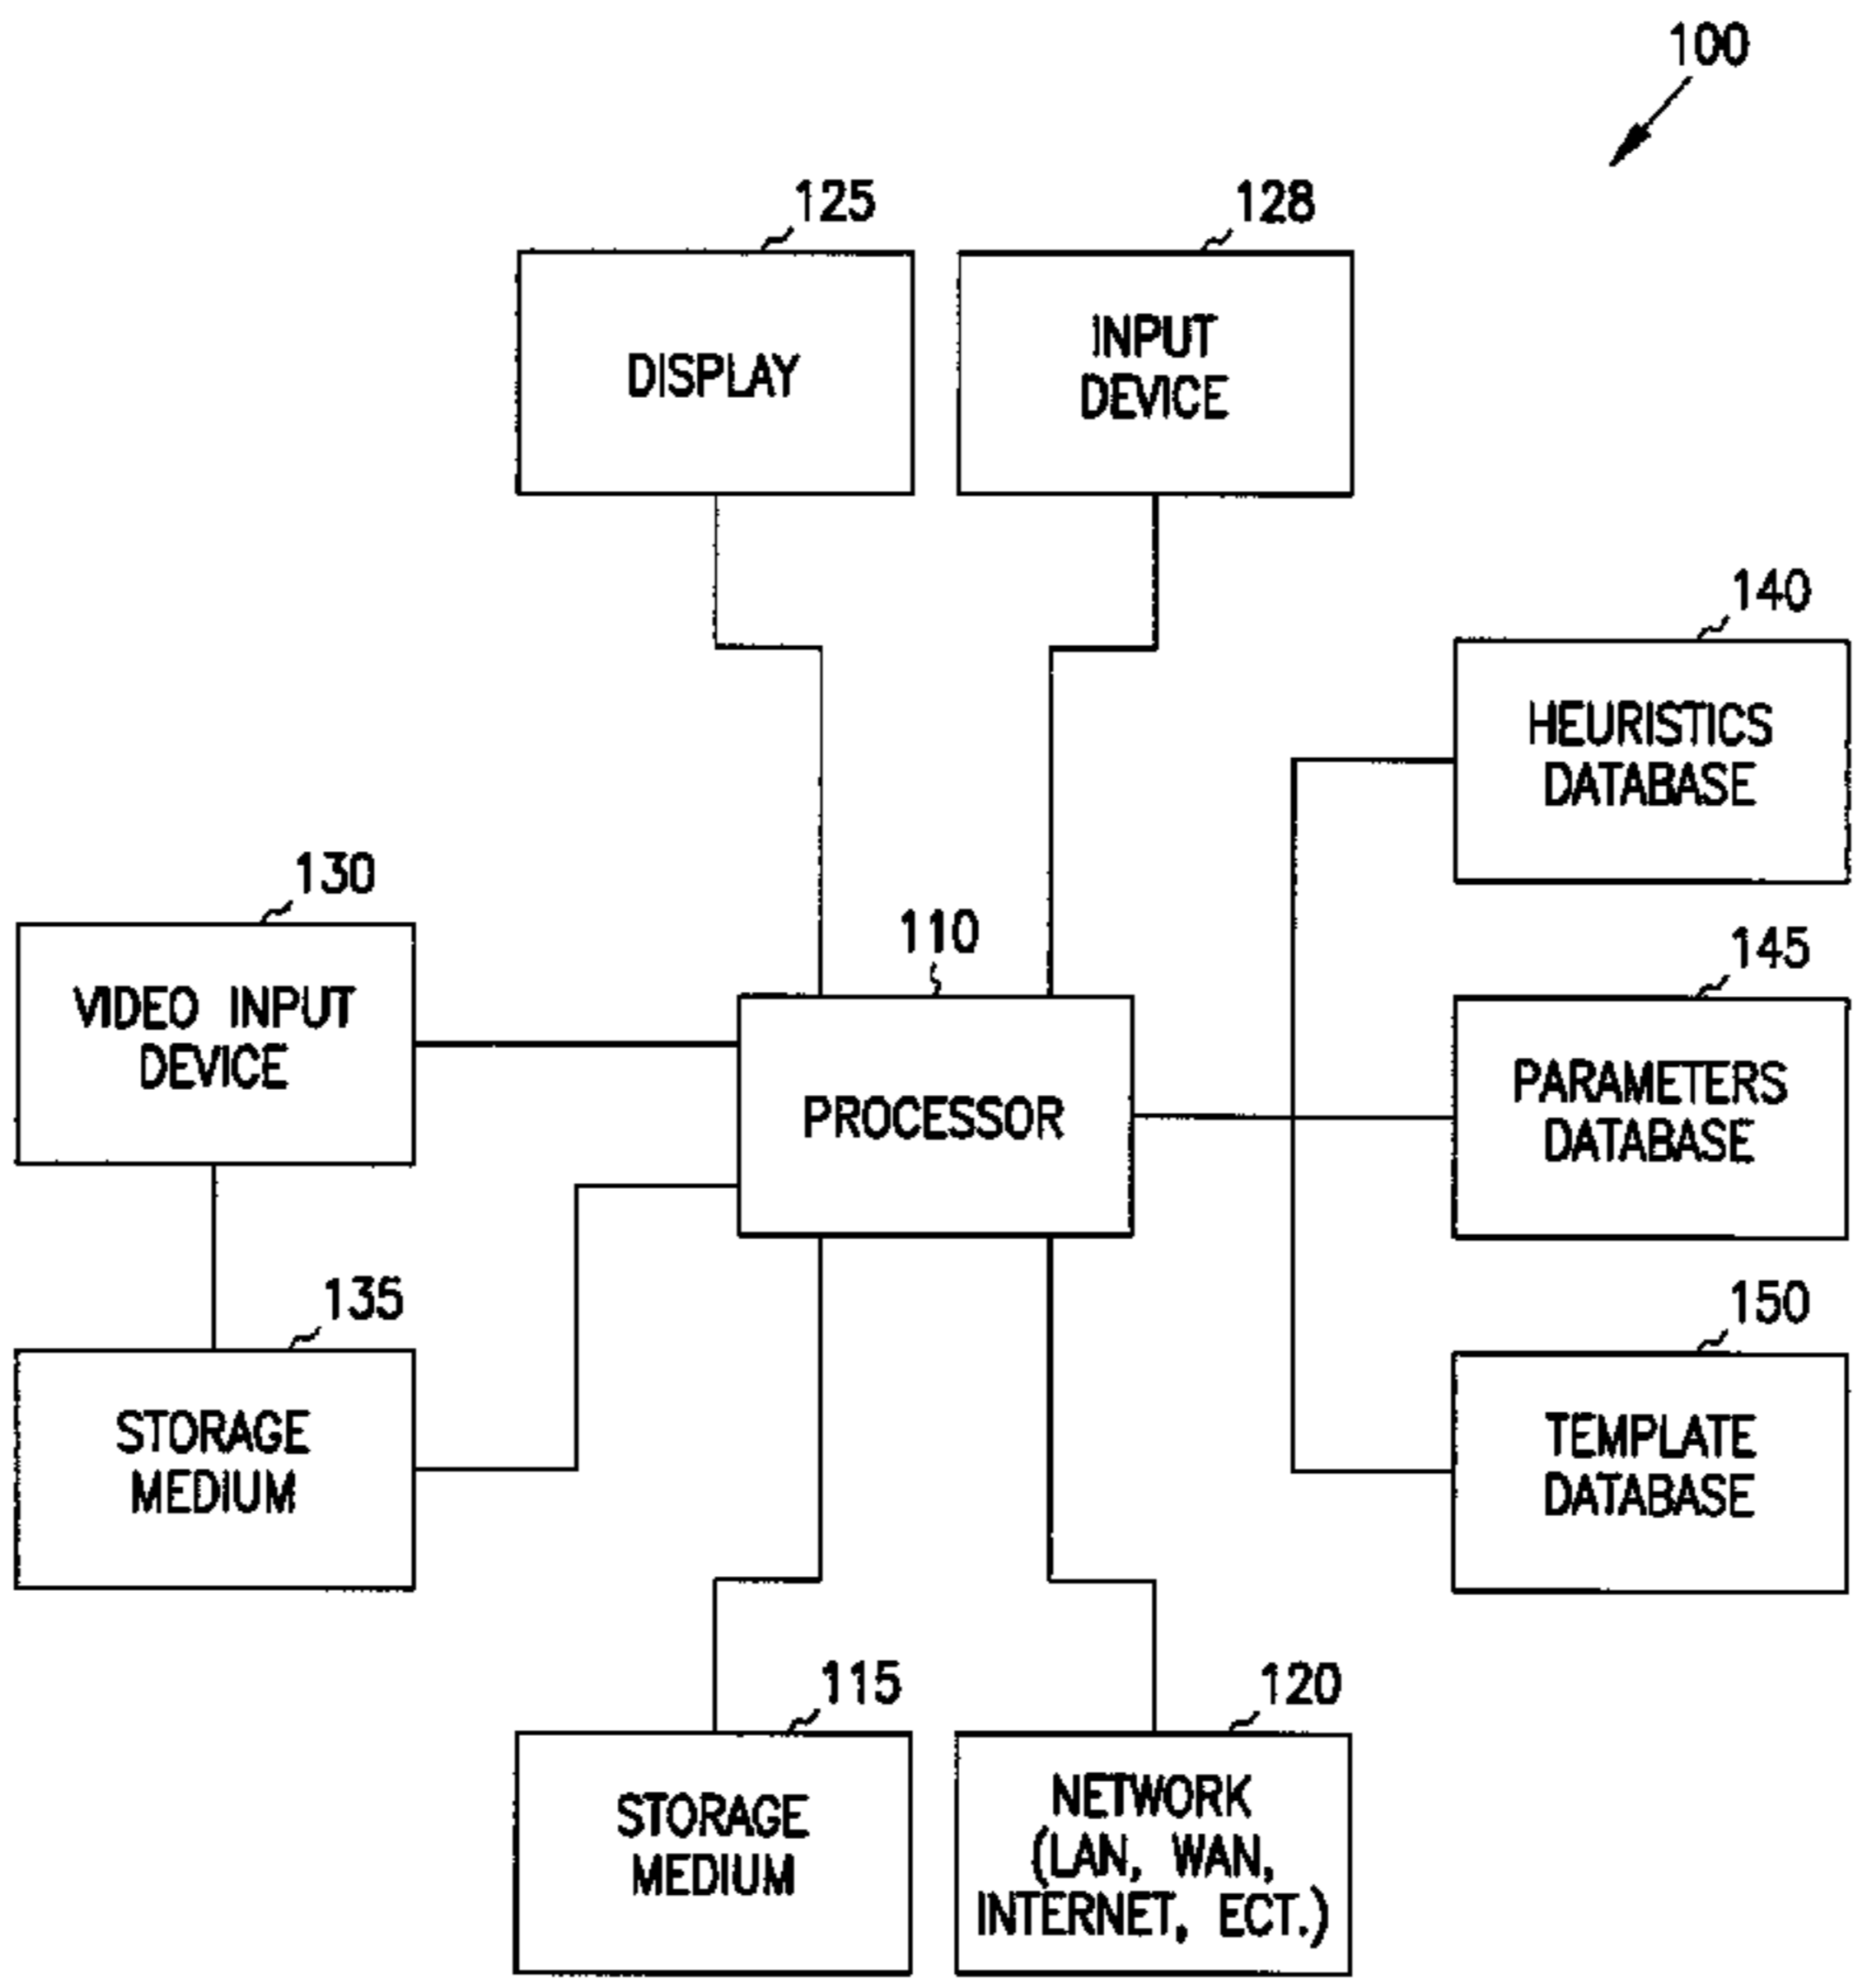 100
125
128
DISPLAY
INPUT
DEVICE
140
HEURISTICS
DATABASE
130
VIDEO INPUT
DEVICE
110
PROCESSOR
145
PARAMETERS
DATABASE
135
STORAGE
MEDIUM
150
TEMPLATE
DATABASE
115
STORAGE
MEDIUM
120
NETWORK
(LAN, WAN,
INTERNET, ECT.)